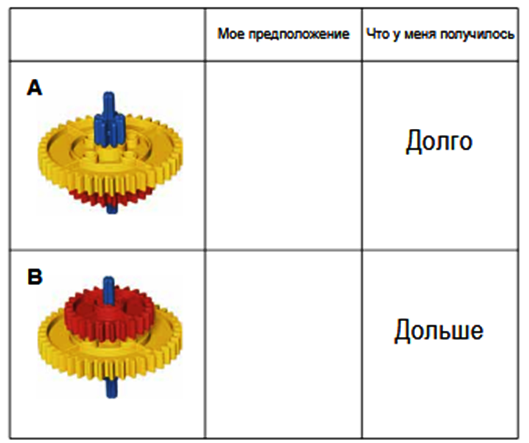 Мое предположение
Что у меня получилось
A
Долго
B
Дольше